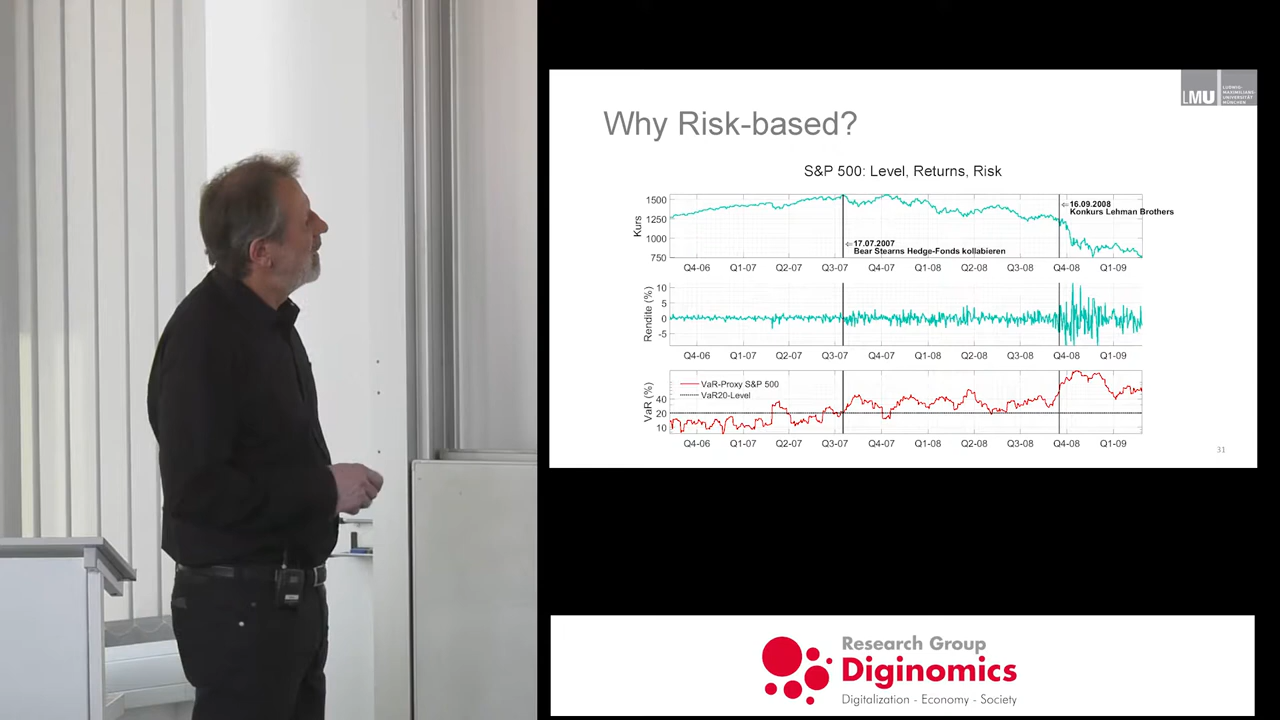 LMU
LUDWIG-
MAXIMILIANS-
UNIVERSITÄT
MÜNCHEN
Why Risk-based?
S&P 500: Level, Returns, Risk
Kurs
1500
1250
1000
750
⇐16.09.2008
Konkurs Lehman Brothers
⇐17.07.2007
Bear Stearns Hedge-Fonds kollabieren
Q4-06 Q1-07 Q2-07 Q3-07 Q4-07 Q1-08 Q2-08 Q3-08 Q4-08 Q1-09
Rendite (%)
10
5
0
-5
Q4-06 Q1-07 Q2-07 Q3-07 Q4-07 Q1-08 Q2-08 Q3-08 Q4-08 Q1-09
VaR (%)
40
20
10
VaR-Proxy S&P 500
VaR20-Level
Q4-06 Q1-07 Q2-07 Q3-07 Q4-07 Q1-08 Q2-08 Q3-08 Q4-08 Q1-09
31
Research Group
Diginomics
Digitalization - Economy - Society